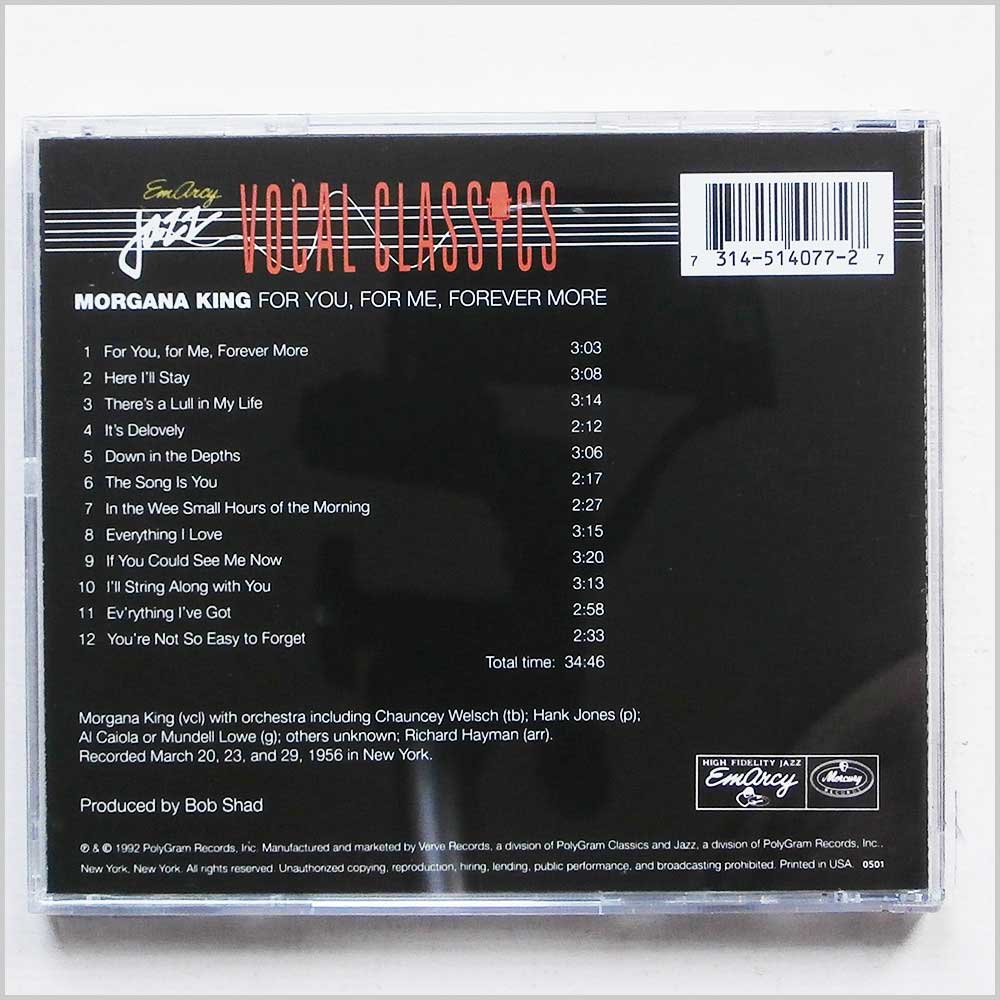 EmArcy
jazz VOCAL CLASSICS
7 314-514077-2 7
MORGANA KING FOR YOU, FOR ME, FOREVER MORE
1 For You, for Me, Forever More 3:03
2 Here I'll Stay 3:08
3 There's a Lull in My Life 3:14
4 It's Delovely 2:12
5 Down in the Depths 3:06
6 The Song Is You 2:17
7 In the Wee Small Hours of the Morning 2:27
8 Everything I Love 3:15
9 If You Could See Me Now 3:20
10 I'll String Along with You 3:13
11 Ev'rything I've Got 2:58
12 You're Not So Easy to Forget 2:33
Total time: 34:46
Morgana King (vcl) with orchestra including Chauncey Welsch (tb); Hank Jones (p);
Al Caiola or Mundell Lowe (g); others unknown; Richard Hayman (arr).
Recorded March 20, 23, and 29, 1956 in New York.
HIGH FIDELITY JAZZ
EmArcy
Mercury
RECORDS
Produced by Bob Shad
℗ & © 1992 PolyGram Records, Inc. Manufactured and marketed by Verve Records, a division of PolyGram Classics and Jazz, a division of PolyGram Records, Inc.,
New York, New York. All rights reserved. Unauthorized copying, reproduction, hiring, lending, public performance, and broadcasting prohibited. Printed in USA. 0501